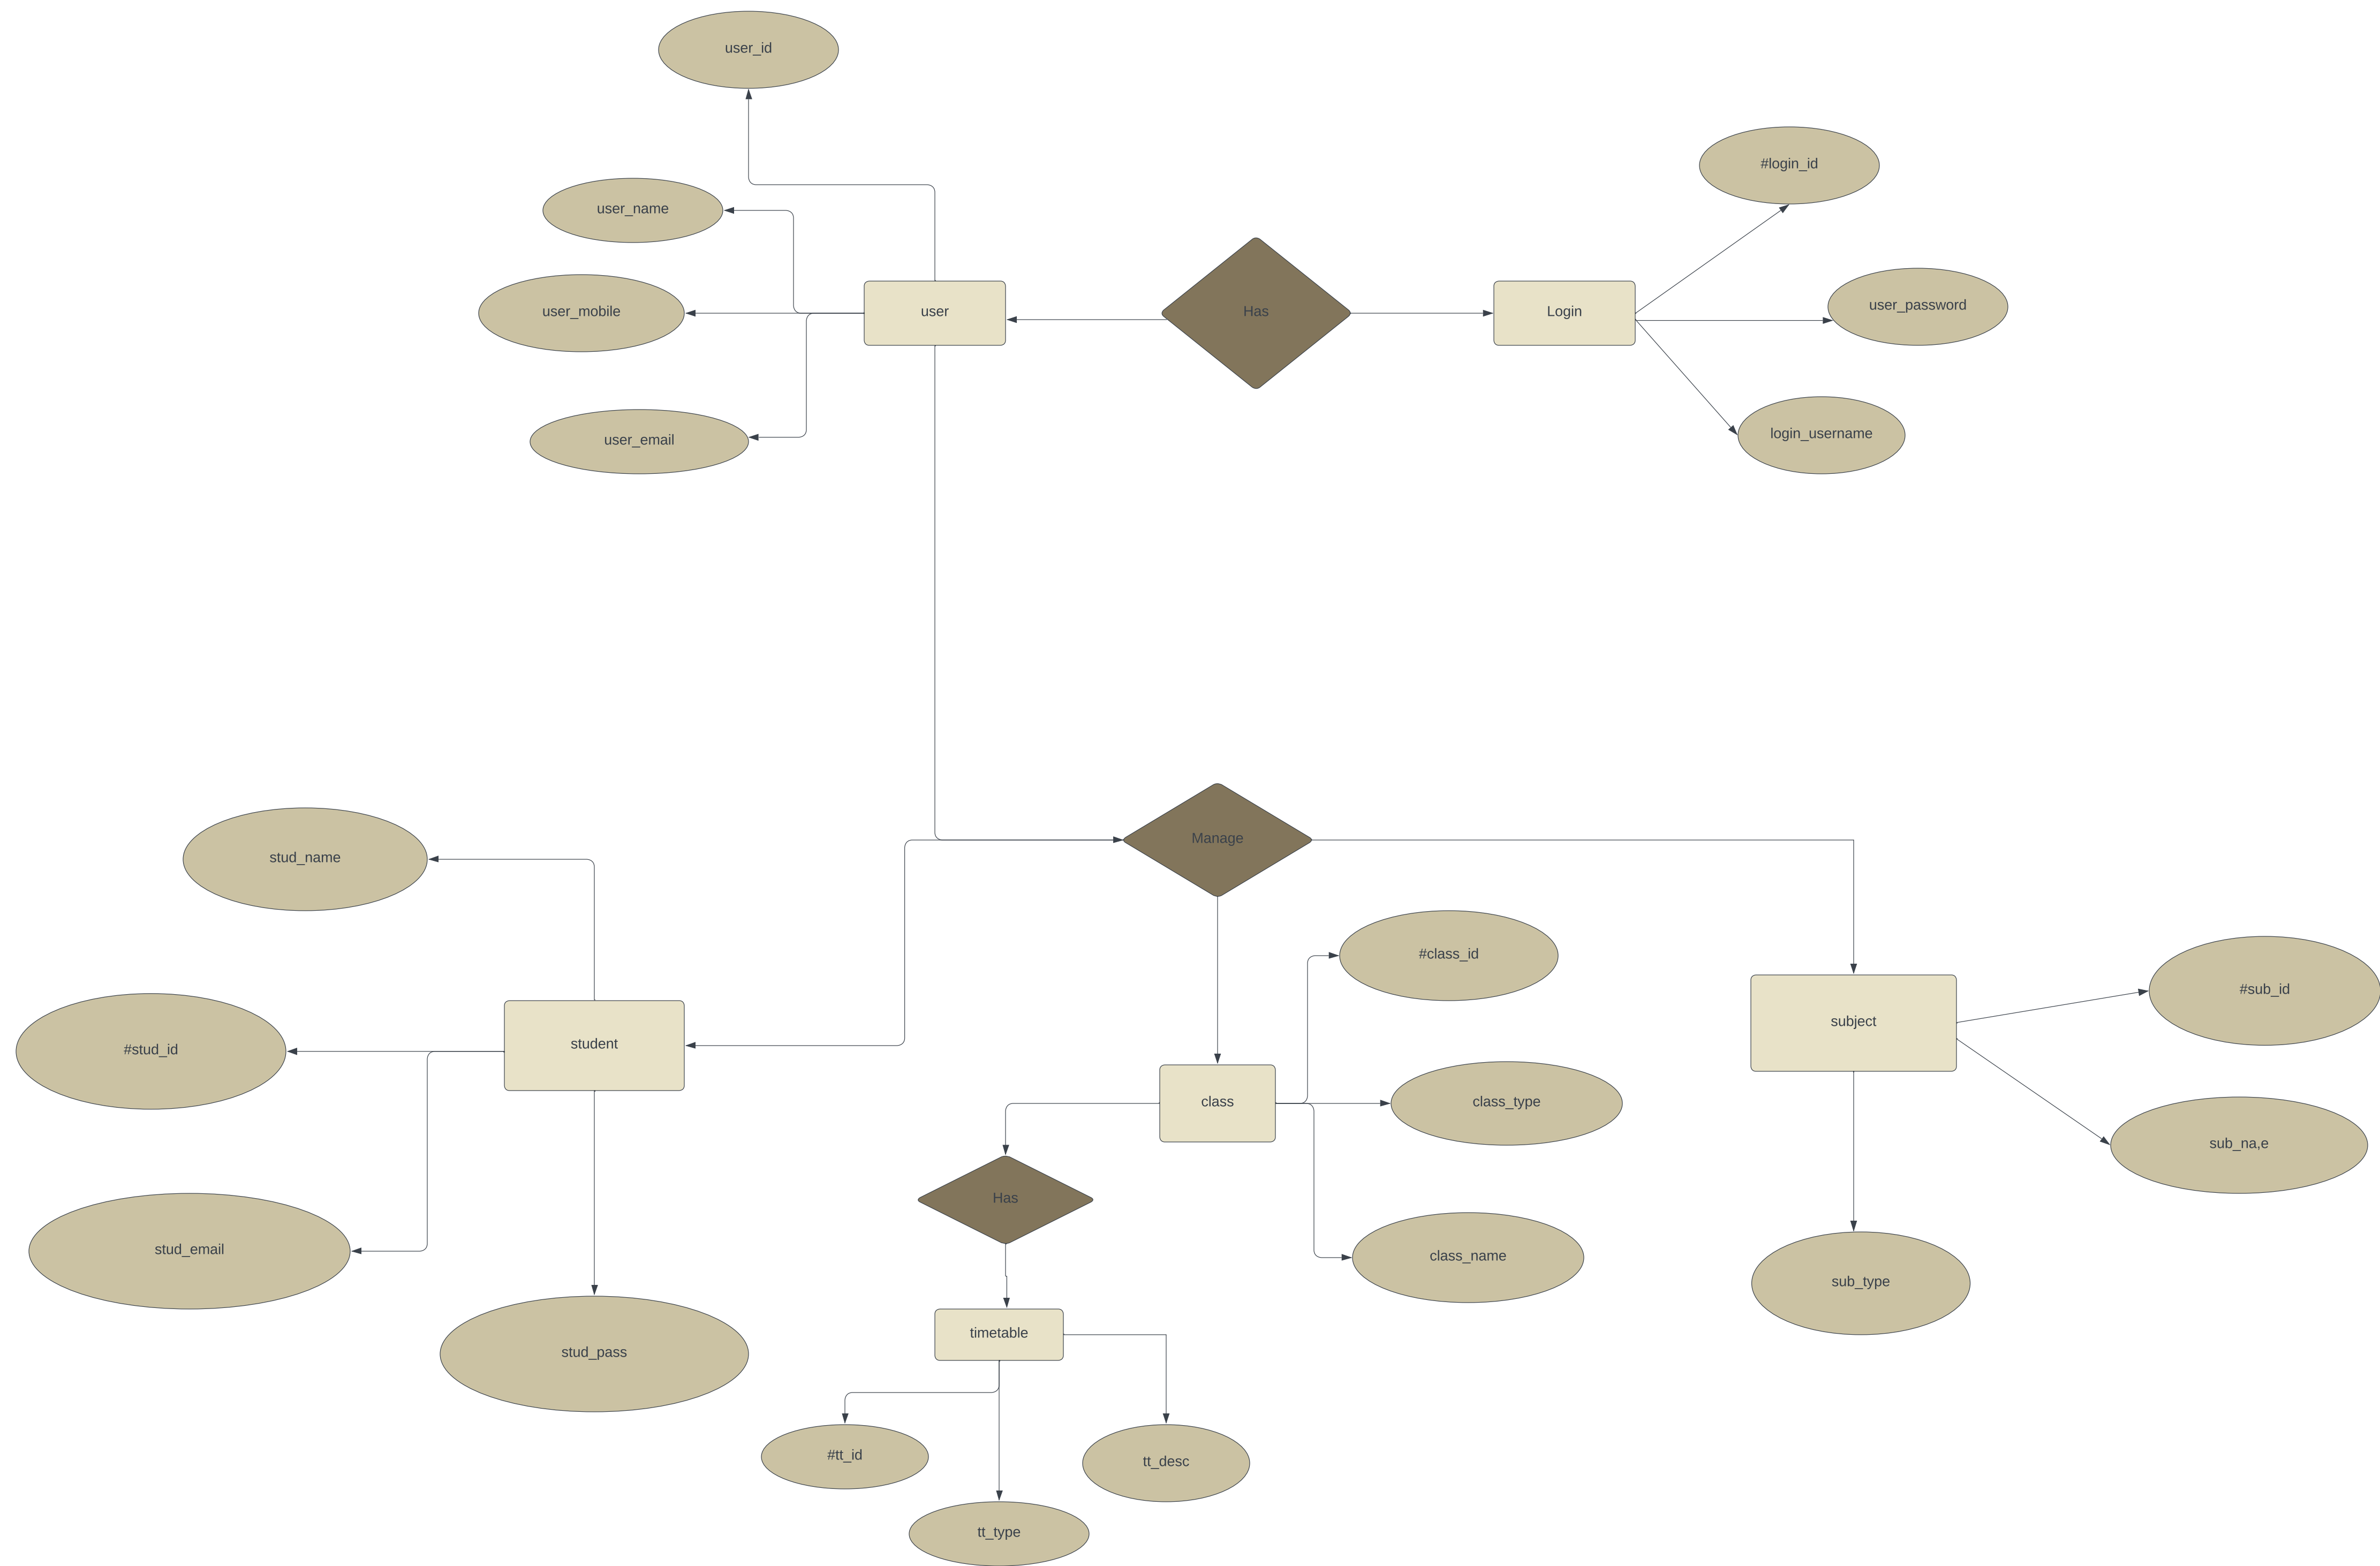 user_id
#login_id
user_name
user_password
user_mobile
user
Has
Login
login_username
user_email
Manage
stud_name
#class_id
#sub_id
subject
student
#stud_id
class
class_type
sub_na,e
Has
stud_email
class_name
sub_type
timetable
stud_pass
#tt_id
tt_desc
tt_type